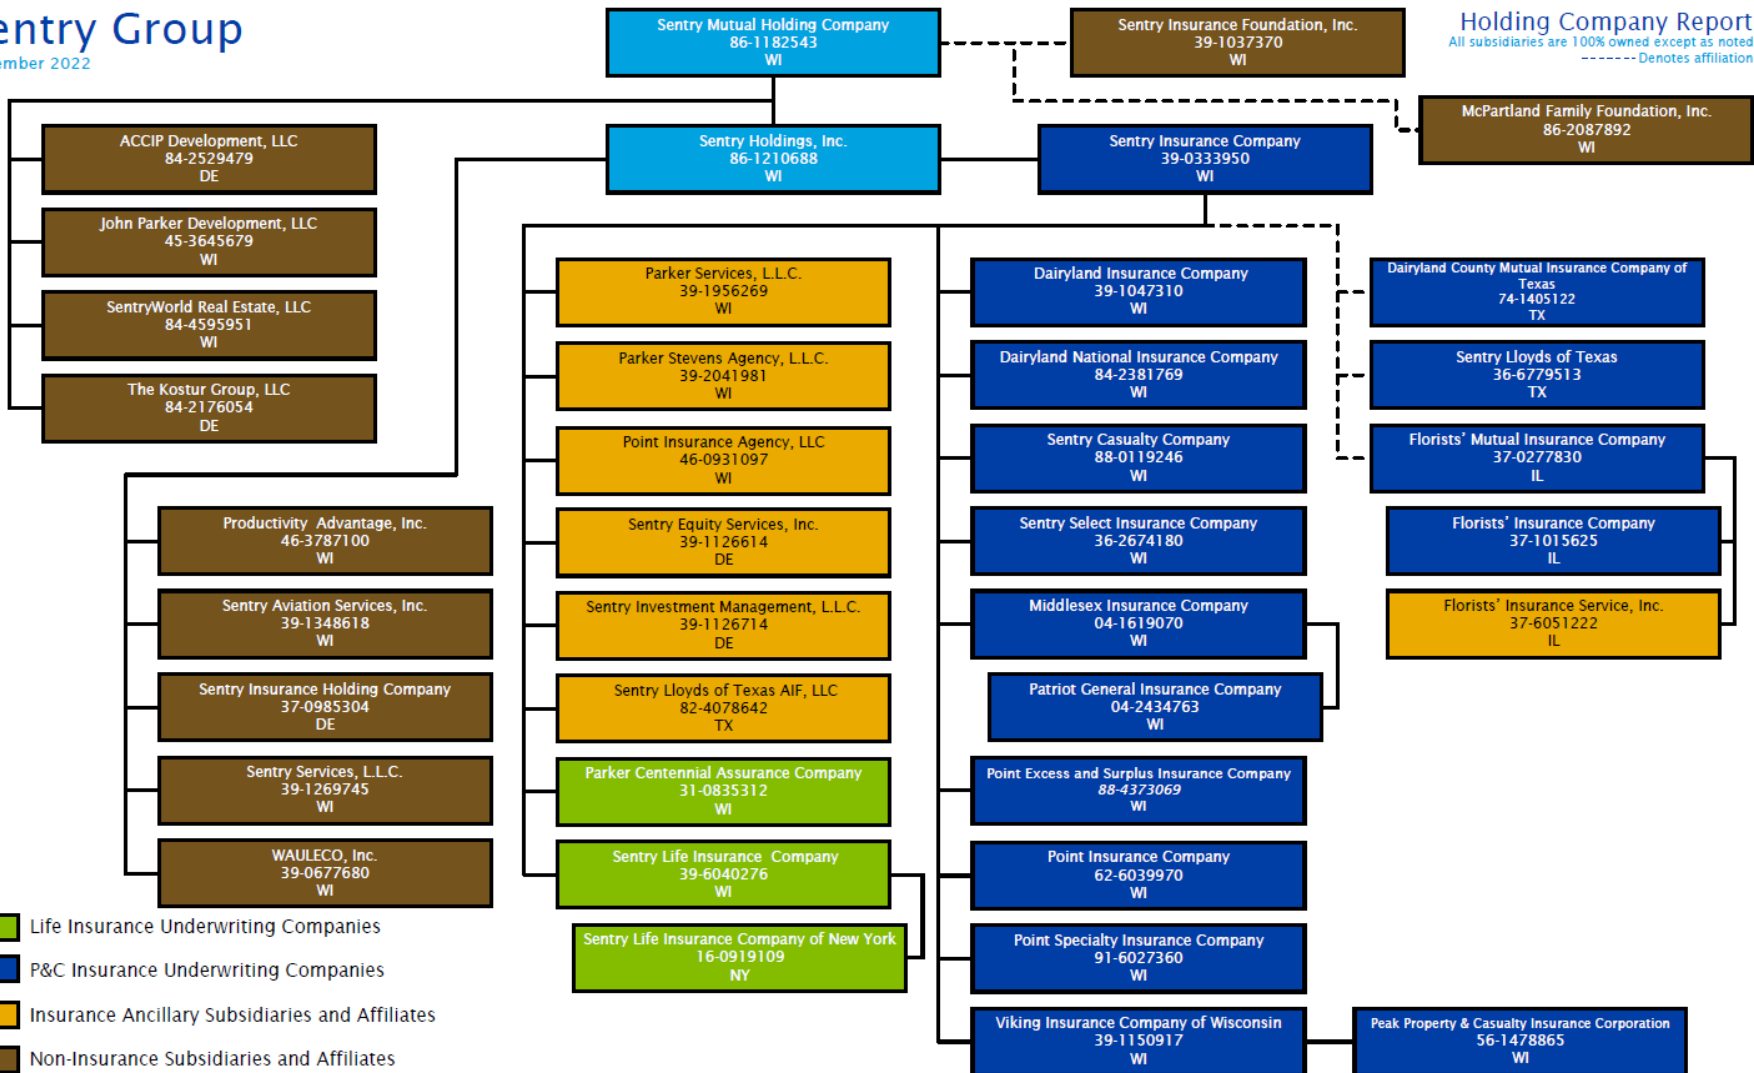 entry Group
ember 2022
Holding Company Report
All subsidiaries are 100% owned except as noted
------- Denotes affiliation
Sentry Mutual Holding Company
86-1182543
WI
Sentry Insurance Foundation, Inc.
39-1037370
WI
McPartland Family Foundation, Inc.
86-2087892
WI
ACCIP Development, LLC
84-2529479
DE
Sentry Holdings, Inc.
86-1210688
WI
Sentry Insurance Company
39-0333950
WI
John Parker Development, LLC
45-3645679
WI
SentryWorld Real Estate, LLC
84-4595951
WI
The Kostur Group, LLC
84-2176054
DE
Productivity Advantage, Inc.
46-3787100
WI
Sentry Aviation Services, Inc.
39-1348618
WI
Sentry Insurance Holding Company
37-0985304
DE
Sentry Services, L.L.C.
39-1269745
WI
WAULECO, Inc.
39-0677680
WI
Parker Services, L.L.C.
39-1956269
WI
Parker Stevens Agency, L.L.C.
39-2041981
WI
Point Insurance Agency, LLC
46-0931097
WI
Sentry Equity Services, Inc.
39-1126614
DE
Sentry Investment Management, L.L.C.
39-1126714
DE
Sentry Lloyds of Texas AIF, LLC
82-4078642
TX
Parker Centennial Assurance Company
31-0835312
WI
Sentry Life Insurance Company
39-6040276
WI
Sentry Life Insurance Company of New York
16-0919109
NY
Dairyland Insurance Company
39-1047310
WI
Dairyland National Insurance Company
84-2381769
WI
Sentry Casualty Company
88-0119246
WI
Sentry Select Insurance Company
36-2674180
WI
Middlesex Insurance Company
04-1619070
WI
Patriot General Insurance Company
04-2434763
WI
Point Excess and Surplus Insurance Company
88-4373069
WI
Point Insurance Company
62-6039970
WI
Point Specialty Insurance Company
91-6027360
WI
Viking Insurance Company of Wisconsin
39-1150917
WI
Peak Property & Casualty Insurance Corporation
56-1478865
WI
Dairyland County Mutual Insurance Company of
Texas
74-1405122
TX
Sentry Lloyds of Texas
36-6779513
TX
Florists' Mutual Insurance Company
37-0277830
IL
Florists' Insurance Company
37-1015625
IL
Florists' Insurance Service, Inc.
37-6051222
IL
Life Insurance Underwriting Companies
P&C Insurance Underwriting Companies
Insurance Ancillary Subsidiaries and Affiliates
Non-Insurance Subsidiaries and Affiliates